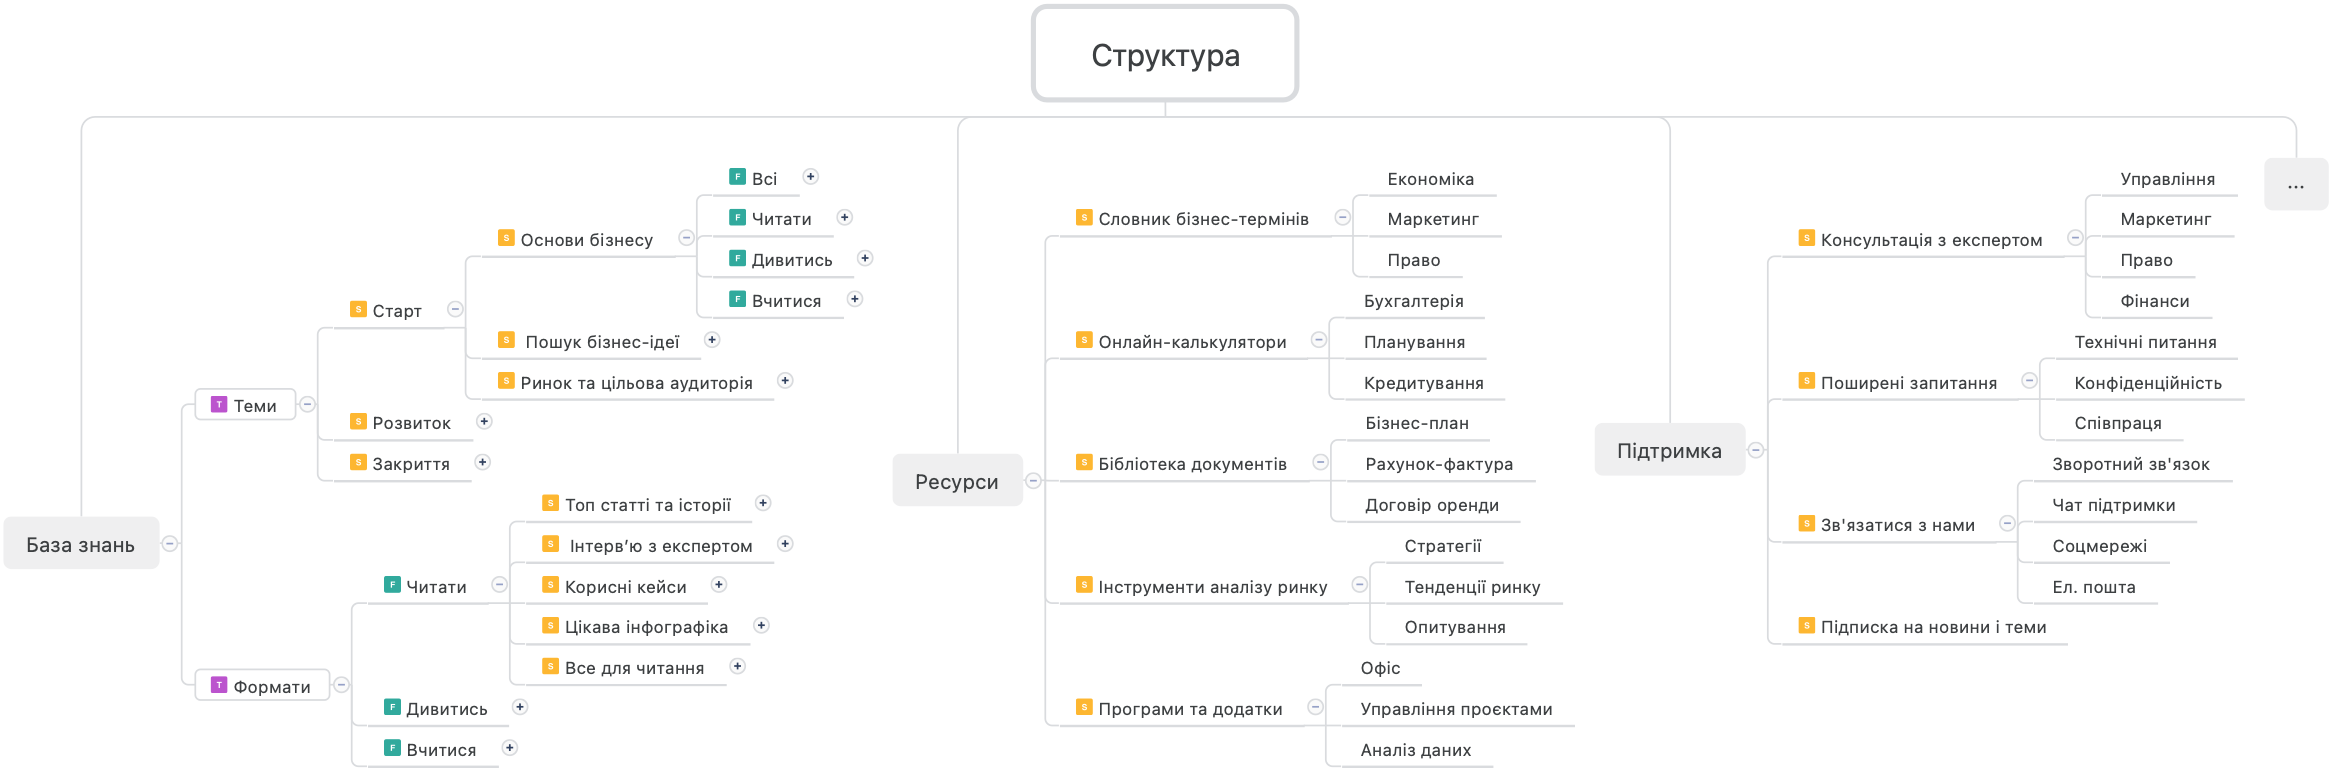 Структура
...
База знань
T Теми
S Старт
S Основи бізнесу
F Всі
F Читати
F Дивитись
F Вчитися
S Пошук бізнес-ідеї
S Ринок та цільова аудиторія
S Розвиток
S Закриття
T Формати
F Читати
S Топ статті та історії
S Інтерв’ю з експертом
S Корисні кейси
S Цікава інфографіка
S Все для читання
F Дивитись
F Вчитися
Ресурси
S Словник бізнес-термінів
Економіка
Маркетинг
Право
S Онлайн-калькулятори
Бухгалтерія
Планування
Кредитування
S Бібліотека документів
Бізнес-план
Рахунок-фактура
Договір оренди
S Інструменти аналізу ринку
Стратегії
Тенденції ринку
Опитування
S Програми та додатки
Офіс
Управління проєктами
Аналіз даних
Підтримка
S Консультація з експертом
Управління
Маркетинг
Право
Фінанси
S Поширені запитання
Технічні питання
Конфіденційність
Співпраця
S Зв'язатися з нами
Зворотний зв'язок
Чат підтримки
Соцмережі
Ел. пошта
S Підписка на новини і теми